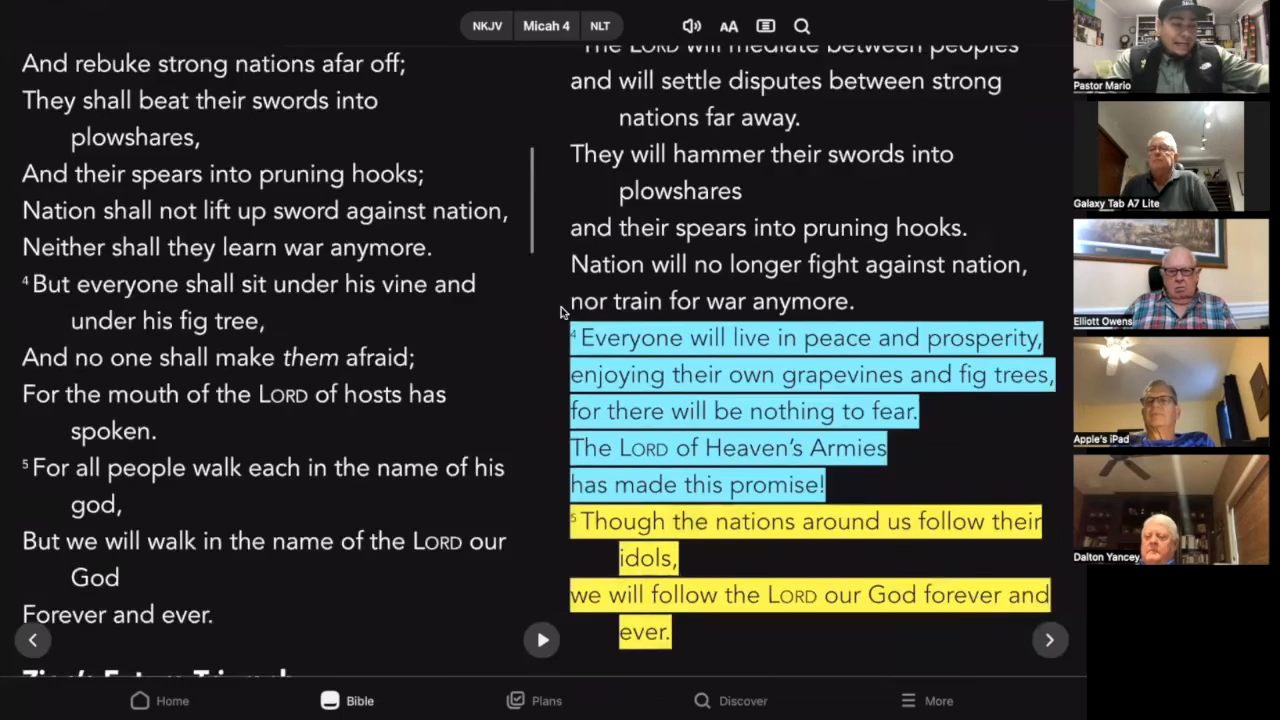 NKJV Micah 4 NLT
AA
And rebuke strong nations afar off;
They shall beat their swords into
plowshares,
And their spears into pruning hooks;
Nation shall not lift up sword against nation,
Neither shall they learn war anymore.
4 But everyone shall sit under his vine and
under his fig tree,
And no one shall make them afraid;
For the mouth of the LORD of hosts has
spoken.
5 For all people walk each in the name of his
god,
But we will walk in the name of the LORD our
God
Forever and ever.
Zion's Future Triumph
The LORD will mediate between peoples
and will settle disputes between strong
nations far away.
They will hammer their swords into
plowshares
and their spears into pruning hooks.
Nation will no longer fight against nation,
nor train for war anymore.
4 Everyone will live in peace and prosperity,
enjoying their own grapevines and fig trees,
for there will be nothing to fear.
The LORD of Heaven's Armies
has made this promise!
5 Though the nations around us follow their
idols,
we will follow the LORD our God forever and
ever.
Home Bible Plans Discover More
Pastor Mario
Galaxy Tab A7 Lite
Elliott Owens
Apple's iPad
Dalton Yancey